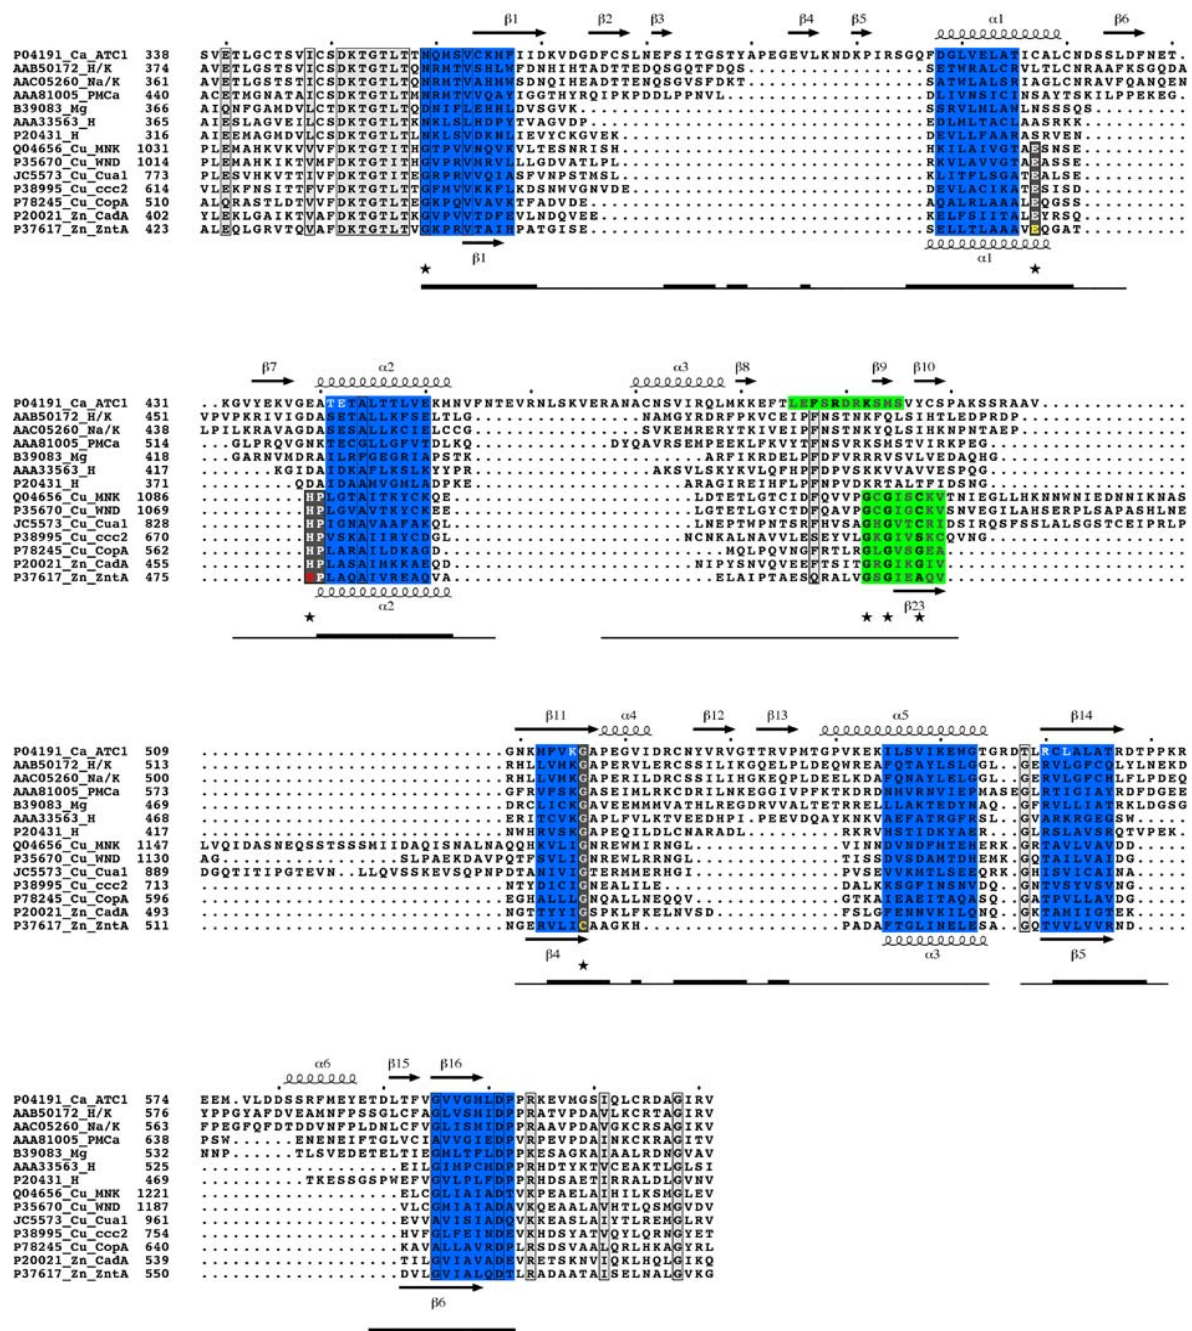 β1 β2 β3 β4 β5 α1 β6
P04191_Ca_ATC1 338 SVETLGCTSVICSDKTGTLTTNQMSVCKMFIIDKVDGDFCSLNEFSITGSTYAPEGEVLKNDKPIRSGQFDGLVELATICALCNDSSLDFNET.
AAB50172_H/K 374 AVETLGSTSVICSDKTGTLTQNRMTVSHLWFDNHIHTADTTEDQSGQTFDQS.................SETWRALCRVLTLCNRAAFKSGQDA
AAC05260_Na/K 361 AVETLGSTSTICSDKTGTLTQNRMTVAHMWSDNQIHEADTTENQSGVSFDKT.................SATWLALSRIAGLCNRAVFQANQEN
AAA81005_PMCa 440 ACETMGNATAICSDKTGTLTMNRMTVVQAYIGGTHYRQIPKPDDLPPNVL...................DLIVNSICINSAYTSKILPPEKEG.
B39083_Mg 366 AIQNFGAMDVLCTDKTGTLTQDNIFLEHHLDVSGVK.................................SSRVLMLAWLNSSSQS.........
AAA33563_H 365 AIESLAGVEILCSDKTGTLTKNKLSLHDPYTVAGVDP................................EDLMLTACLAASRKK..........
P20431_H 316 AIEEMAGMDVLCSDKTGTLTLNKLSVDKNLIEVYCKGVEK.............................DEVLLFAARASRVEN..........
Q04656_Cu_MNK 1031 PLEMAHKVKVVVFDKTGTITHGTPVVNQVKVLTESNRISH.............................HKILAIVGTAESNSE..........
P35670_Cu_WND 1014 PLEMAHKIKTVMFDKTGTITHGVPRVMRVLLLGDVATLPL.............................RKVLAVVGTAEASSE..........
JC5573_Cu_Cua1 773 PLESVHKVTTVVFDKTGTITEGRPSVVQIASFVNPSTMSL.............................KLITFLSGATEALSE..........
P38995_Cu_ccc2 614 VLEKFNSITTFVFDKTGTLTTGFMVVKKFLKDSNWVGNVDE............................DEVLACIKATESISD..........
P78245_Cu_CopA 510 ALQRASTLDTVVFDKTGTLTEGKPQVVAVKTFADVDE................................AQALRLAAALEQGSS..........
P20021_Zn_CadA 402 YLEKLGAIKTVAFDKTGTLTKGVPVVTDFEVLNDQVEE...............................KELFSIITALEYRSQ..........
P37617_Zn_ZntA 423 ALEQLGRVTQVAFDKTGTLTVGKPRVTAIHPATGISE................................SELLTLAAAVEQGAT..........
β1 α1
β7 α2 α3 β8 β9 β10
P04191_Ca_ATC1 431 ..KGVYEKVGEATETALTTLVEKMNVFNTEVRNLSKVERANACNSVIRQLMKKEFTLEFSRDRKSMSVYCSPAKSSRAAV..............
AAB50172_H/K 451 VPVPKRIVIGDASETALLKFSELTLG....................NAMGYRDRFPKVCEIPFNSTNKFQLSIHTLEDPRDP............
AAC05260_Na/K 438 LPILKRAVAGDASESALLKCIELCCG....................SVKEMRERYTKIVEIPFNSTNKYQLSIHKNPNTAEP............
AAA81005_PMCa 514 ...GLPRQVGNKTECGLLGFVTDLKQ...............DYQAVRSEMPEEKLFKVYTFNSVRKSMSTVIRKPEG...................
B39083_Mg 418 ...GARNVMDRAILRFGEGRIAPSTK....................ARFIKRDELPFDFVRRRVSVLVEDAQHG....................
AAA33563_H 417 .......KGIDAIDKAFLKSLKYYPR...................AKSVLSKYKVLQFHPFDPVSKKVVAVVESPQG.................
P20431_H 371 .........QDAIDAAMVGMLADPKE....................ARAGIREIHFLPFNPVDKRTALTFIDSNG...................
Q04656_Cu_MNK 1086 ..........HPLGTAITKYCKQE.......................LDTETLGTCIDFQVVPGCGISCKVTNIEGLLHKNNWNIEDNNIKNAS
P35670_Cu_WND 1069 ..........HPLGVAVTKYCKEE.......................LGTETLGYCTDFQAVPGCGIGCKVSNVEGILAHSERPLSAPASHLNE
JC5573_Cu_Cua1 828 ..........HPIGNAVAAFAKQ........................LNEPTWPNTSRFHVSAGHGVTCRIDSIRQSFSSLALSGSTCEIPRLP
P38995_Cu_ccc2 670 ..........HPVSKAIIRYCDGL.......................NCNKALNAVVLESEYVLGKGIVSKCQVNG..................
P78245_Cu_CopA 562 ..........HPLARAILDKAGD........................MQLPQVNGFRTLRGLGVSGEA..........................
P20021_Zn_CadA 455 ..........HPLASAIMKKAEQD.......................NIPYSNVQVEEFTSITGRGIKGIV.......................
P37617_Zn_ZntA 475 ..........PLAQAIVREAQVA.......................ELAIPTAESQRALVGSGIEAQV.......................
α2 β23
β11 α4 β12 β13 α5 β14
P04191_Ca_ATC1 509 ..............................GNKMFVKGAPEGVIDRCNYVRVGTTRVPMTGPVKEKILSVIKEWGTGRDTLRCLALATRDTPPKR
AAB50172_H/K 513 ..............................RHLLVMKGAPERVLERCSSILIKGQELPLDEQWREAFQTAYLSLGGL..GERVLGFCQLYLNEKD
AAC05260_Na/K 500 ..............................RHLLVMKGAPERILDRCSSILIHGKEQPLDEELKDAFQNAYLELGGL..GERVLGFCHLFLPDEQ
AAA81005_PMCa 573 ..............................GFRVFSKGASEIMLKRCDRILNKEGGIVPFKTKDRDNMVRNVIEPMASEGLRTIGIAYRDFDGEE
B39083_Mg 469 ..............................DRCLICKGAVEEMMMVATHLREGDRVVALTETRRELLLAKTEDYNAQ..GFRVLLIATRKLDGSG
AAA33563_H 468 ..............................ERITCVKGAPLFVLKTVEEDHPI.PEEVDQAYKNKVAEFATRGFRSL..GVARKRGEGSW.....
P20431_H 417 ..............................NWHRVSKGAPEQILDLCNARADL.......RKRVHSTIDKYAER....GLRSLAVSRQTVPEK.
Q04656_Cu_MNK 1147 LVQIDASNEQSSTSSSMIIDAQISNALNAQQHKVLIGNREWMIRNGL...........VINNDVNDFMTEHERK..GRTAVLVAVDD.......
P35670_Cu_WND 1130 AG.................SLPAEKDAVPQTFSVLIGNREWLRRNGL...........TISSDVSDAMTDHEMK..GQTAILVAIDG.......
JC5573_Cu_Cua1 889 DGQTITIPGTEVN...LLQVSSKEVSQPNPDTANIVIGTERMMERHGI..........PVSEVVKMTLSEEQRK..GHISVICAINA.......
P38995_Cu_ccc2 713 ..............................NTYDICIGNEALILE.............DALKKSGFINSNVDQ....GNTVSYVSVNG.......
P78245_Cu_CopA 596 ..............................EGHALLLGNQALLNEQQV..........GTKAIEAEITAQASQ....GATPVLLAVDG.......
P20021_Zn_CadA 493 ..............................NGTTYYIGSPKLFKELNVSD........FSLGFENNVKILQNQ....GKTAMIIGTEK.......
P37617_Zn_ZntA 511 ..............................NGERVLICAAGKH...............PADAFTGLINELESA....GQTVVLVVRND.......
β4 α3 β5
α6 β15 β16
P04191_Ca_ATC1 574 EEM.VLDDSSRFMEYETDLTFVGVVGMLDPPRKEVMGSIQLCRDAGIRV
AAB50172_H/K 576 YPPGYAFDVEAMNFPSSGLCFAGLVSMIDPPRATVPDAVLKCRTAGIRV
AAC05260_Na/K 563 FPEGFQFDTDDVNFPLDNLCFVGLISMIDPPRAAVPDAVGKCRSAGIKV
AAA81005_PMCa 638 PSW......ENENEIFTGLVCIAVVGIEDPVRPEVPDAINKCKRAGITV
B39083_Mg 532 NNP......TLSVEDETELTIEGMLTFLDPPKESAGKAIAALRDNGVAV
AAA33563_H 525 ...................EILGIMPCMDPPRHDTYKTVCEAKTLGLSI
P20431_H 469 ..........TKESSGSPWEFVGVLPLFDPPRHDSAETIRRALDLGVNV
Q04656_Cu_MNK 1221 ...................ELCGLIAIADTVKPEAELAIHILKSMGLEV
P35670_Cu_WND 1187 ...................VLCGMIAIADAVKQEAALAVHTLQSMGVDV
JC5573_Cu_Cua1 961 ...................EVVAVISIADQVKKEASLAIYTLREMGLRV
P38995_Cu_ccc2 754 ...................HVFGLFEINDEVKHDSYATVQYLQRNGYET
P78245_Cu_CopA 640 ...................KAVALLAVRDPLRSDSVAALQRLHKAGYRL
P20021_Zn_CadA 539 ...................TILGVIAVADEVRETSKNVIQKLHQLGIKQ
P37617_Zn_ZntA 550 ...................DVLGVIALQDTLRADAATAISELNALGVKG
β6